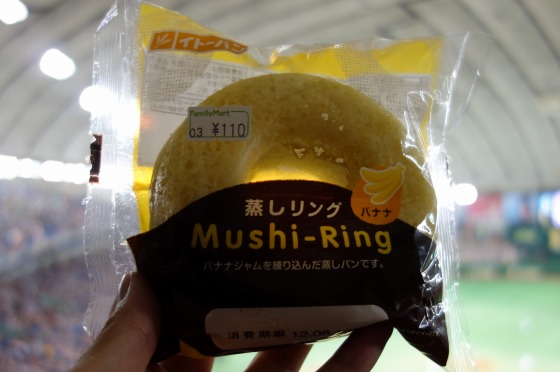 イトーパン
FamilyMart
03 ¥110
蒸しリング
バナナ
Mushi-Ring
バナナジャムを練り込んだ蒸しパンです。
消費期限 12.08